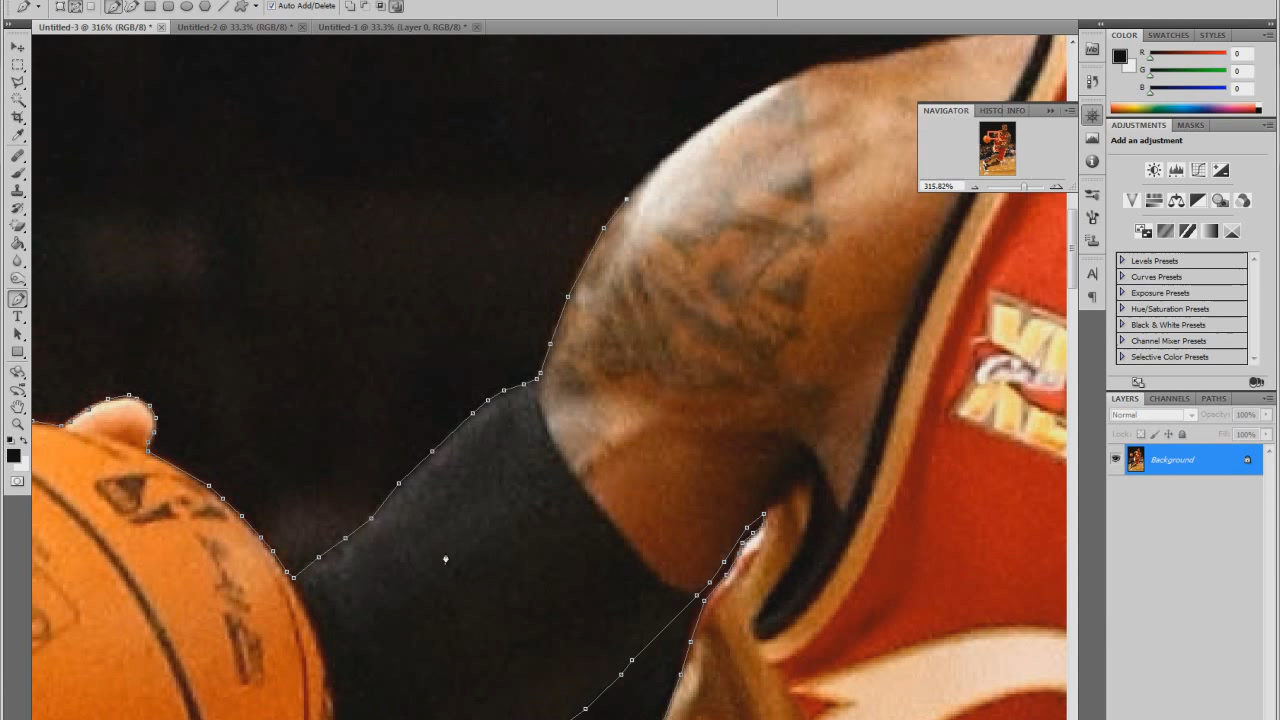 Auto Add/Delete
Untitled-3 @ 316% (RGB/8) *
Untitled-2 @ 33.3% (RGB/8) *
Untitled-1 @ 33.3% (Layer 0, RGB/8) *
COLOR SWATCHES STYLES
R 0
G 0
B 0
NAVIGATOR HISTO INFO
315.82%
ADJUSTMENTS MASKS
Add an adjustment
Levels Presets
Curves Presets
Exposure Presets
Hue/Saturation Presets
Black & White Presets
Channel Mixer Presets
Selective Color Presets
LAYERS CHANNELS PATHS
Normal Opacity: 100%
Lock: Fill: 100%
Background